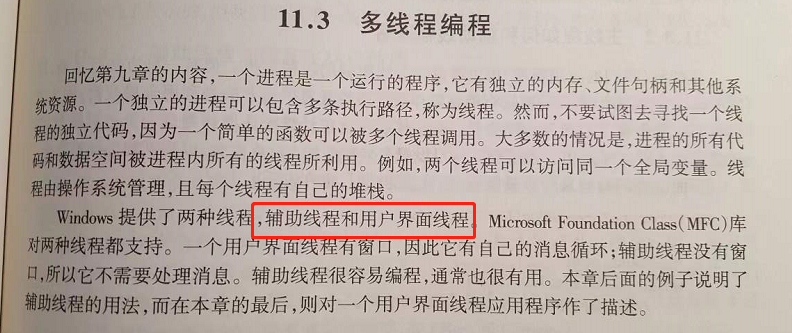 11.3 多线程编程
回忆第九章的内容,一个进程是一个运行的程序,它有独立的内存、文件句柄和其他系
统资源。一个独立的进程可以包含多条执行路径,称为线程。然而,不要试图去寻找一个线
程的独立代码,因为一个简单的函数可以被多个线程调用。大多数的情况是,进程的所有代
码和数据空间被进程内所有的线程所利用。例如,两个线程可以访问同一个全局变量。线
程由操作系统管理,且每个线程有自己的堆栈。
Windows 提供了两种线程,辅助线程和用户界面线程。Microsoft Foundation Class(MFC)库
对两种线程都支持。一个用户界面线程有窗口,因此它有自己的消息循环;辅助线程没有窗
口,所以它不需要处理消息。辅助线程很容易编程,通常也很有用。本章后面的例子说明了
辅助线程的用法,而在本章的最后,则对一个用户界面线程应用程序作了描述。